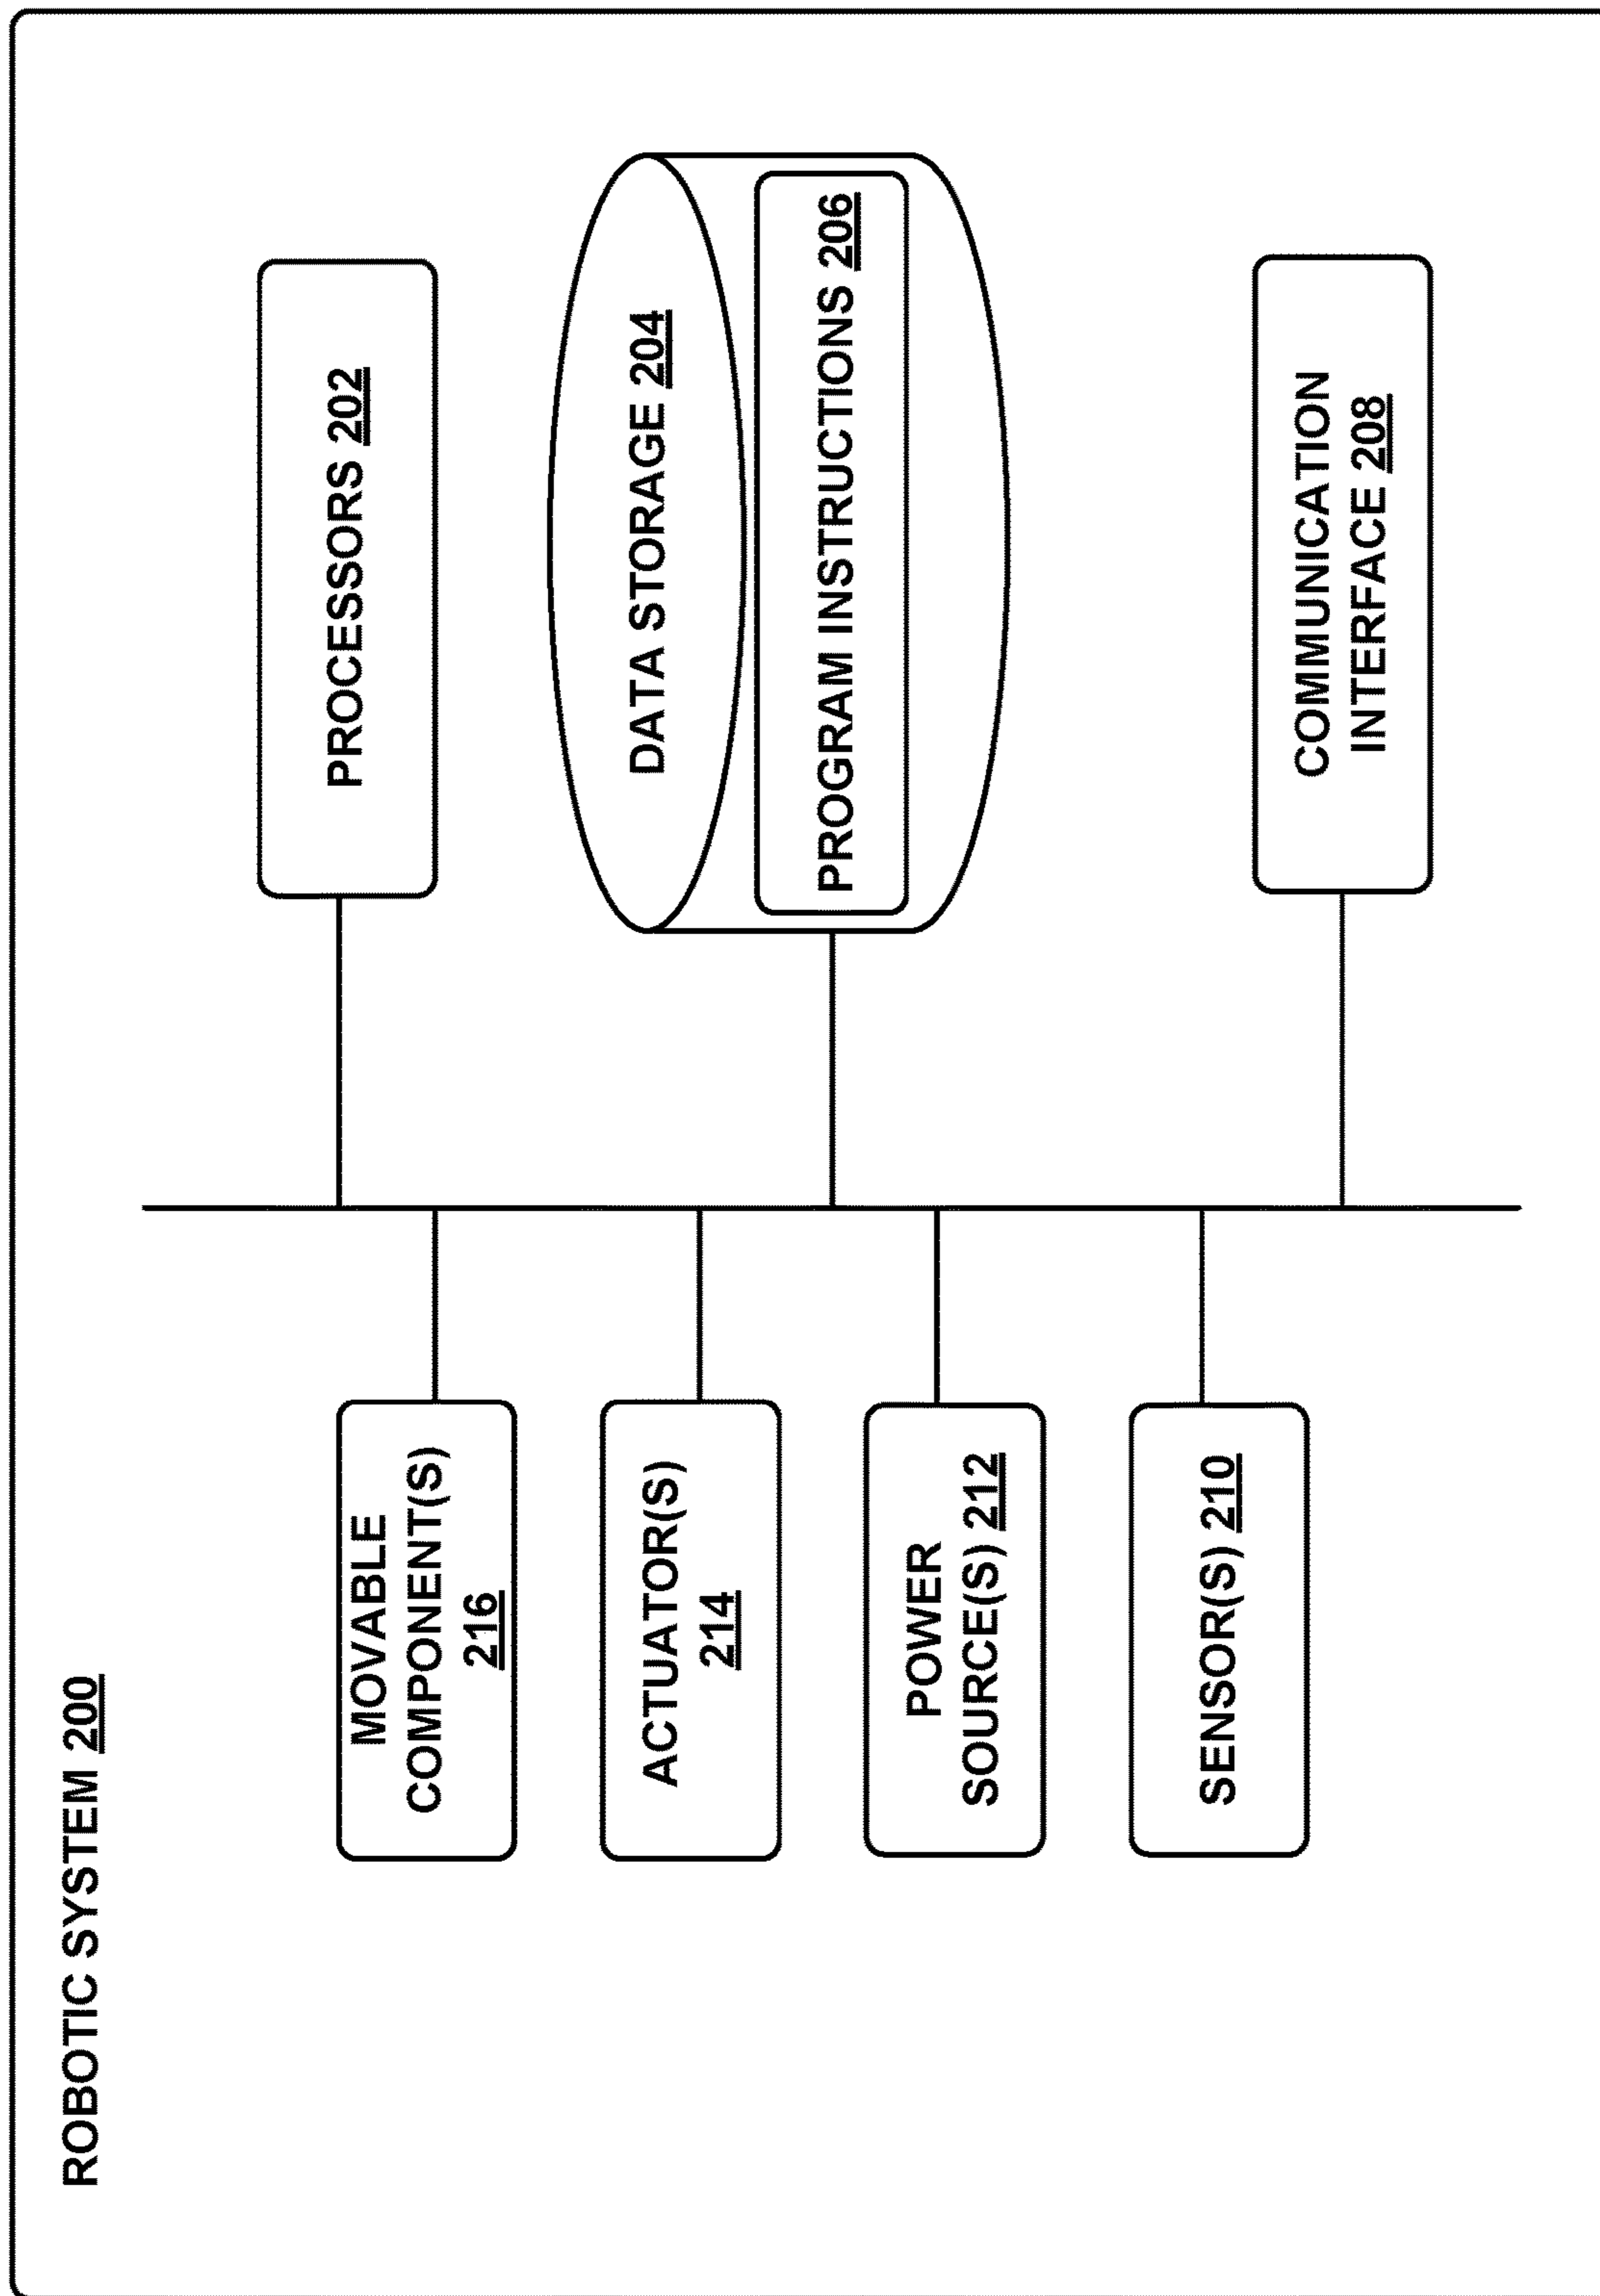 ROBOTIC SYSTEM 200
MOVABLE
COMPONENT(S)
216
ACTUATOR(S)
214
POWER
SOURCE(S) 212
SENSOR(S) 210
PROCESSORS 202
DATA STORAGE 204
PROGRAM INSTRUCTIONS 206
COMMUNICATION
INTERFACE 208